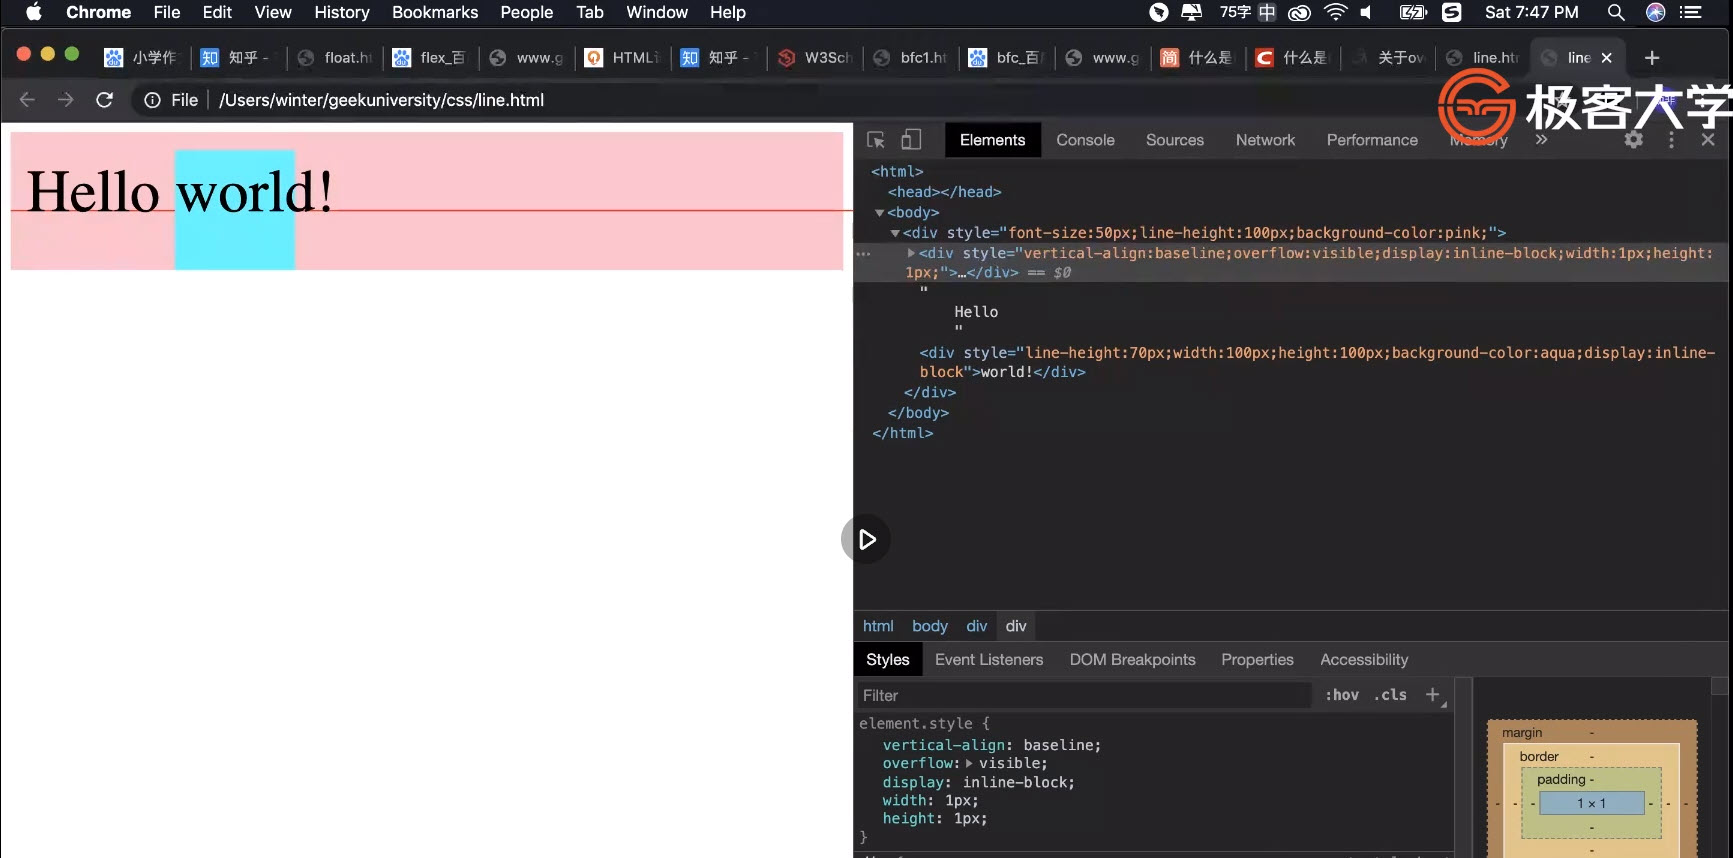 Chrome File Edit View History Bookmarks People Tab Window Help 75字 中 Sat 7:47 PM
小学作 知乎 - float.ht flex_百 www.g HTML 知乎 - W3Sch bfc1.ht bfc_百 www.g 什么是 什么是 关于ov line.htm line
File /Users/winter/geekuniversity/css/line.html
极客大学
Hello world!
Elements Console Sources Network Performance Memory »
<html>
<head></head>
<body>
<div style="font-size:50px;line-height:100px;background-color:pink;">
<div style="vertical-align:baseline;overflow:visible;display:inline-block;width:1px;height:
1px;">…</div> == $0
"
Hello
"
<div style="line-height:70px;width:100px;height:100px;background-color:aqua;display:inline-
block">world!</div>
</div>
</body>
</html>
html body div div
Styles Event Listeners DOM Breakpoints Properties Accessibility
Filter :hov .cls +
element.style {
vertical-align: baseline;
overflow: visible;
display: inline-block;
width: 1px;
height: 1px;
}
margin -
border -
padding -
- - - 1 × 1 - - -
-
-